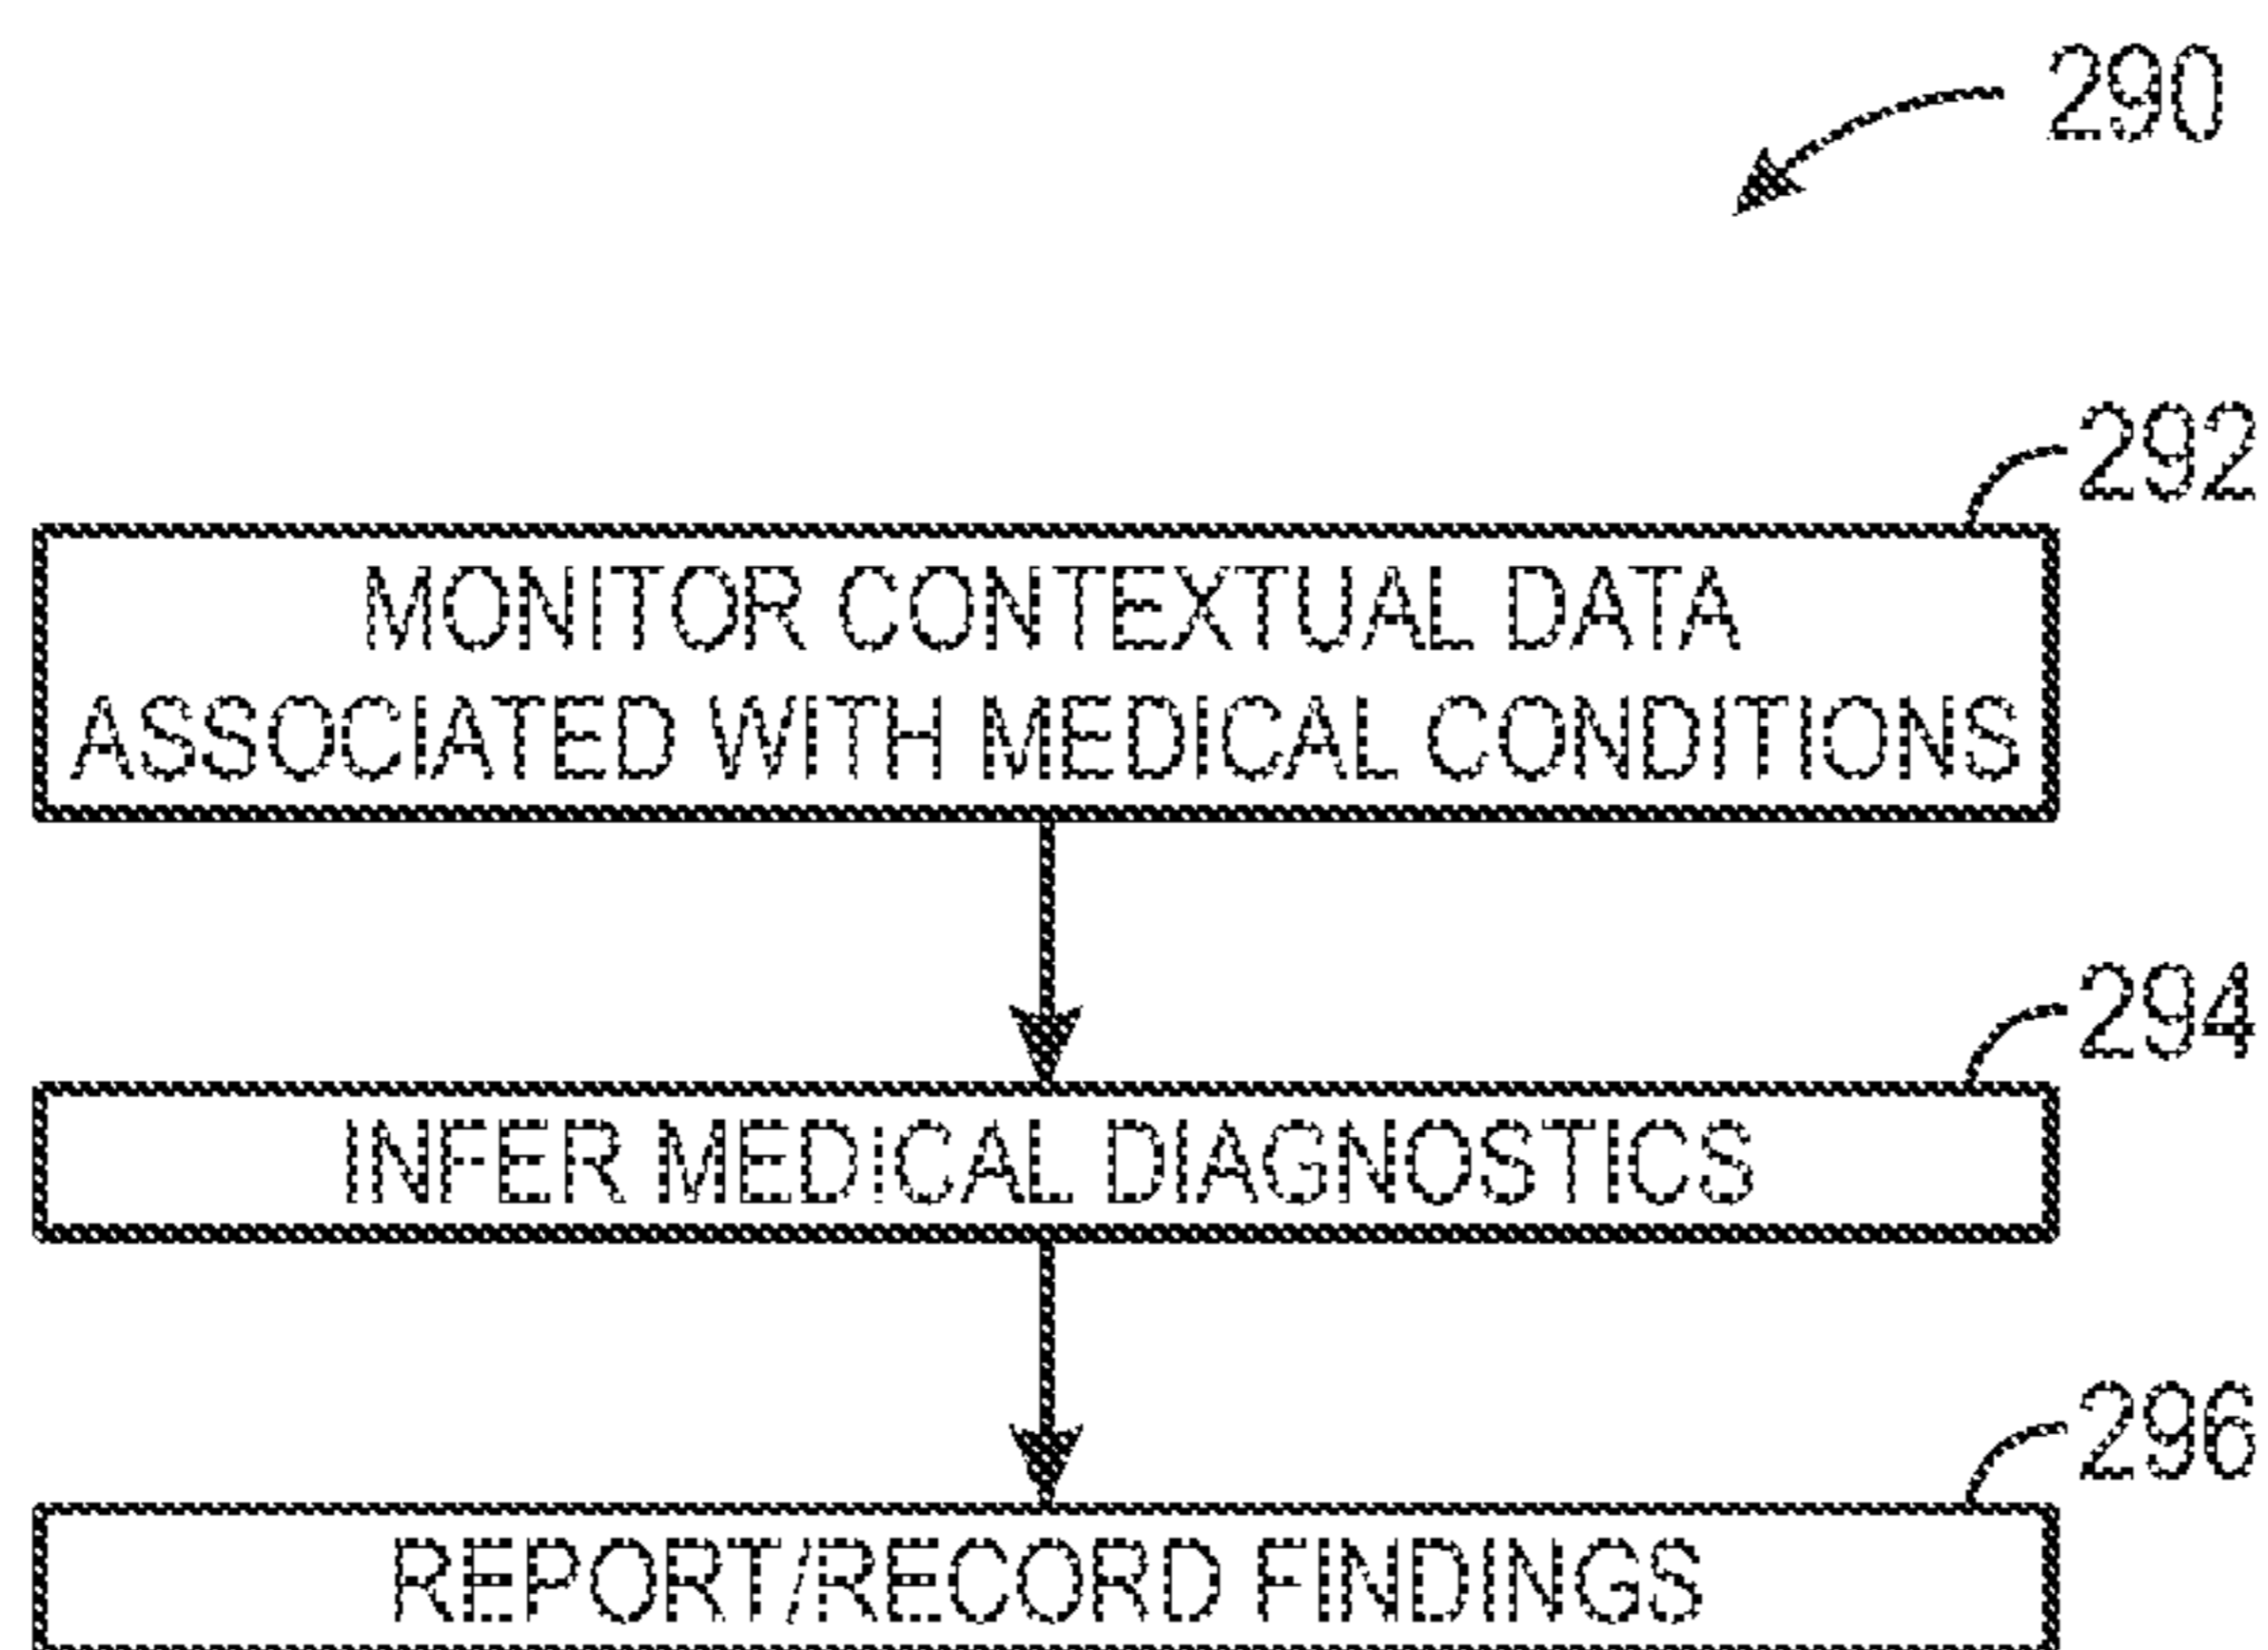 290
292
MONITOR CONTEXTUAL DATA
ASSOCIATED WITH MEDICAL CONDITIONS
294
INFER MEDICAL DIAGNOSTICS
296
REPORT/RECORD FINDINGS